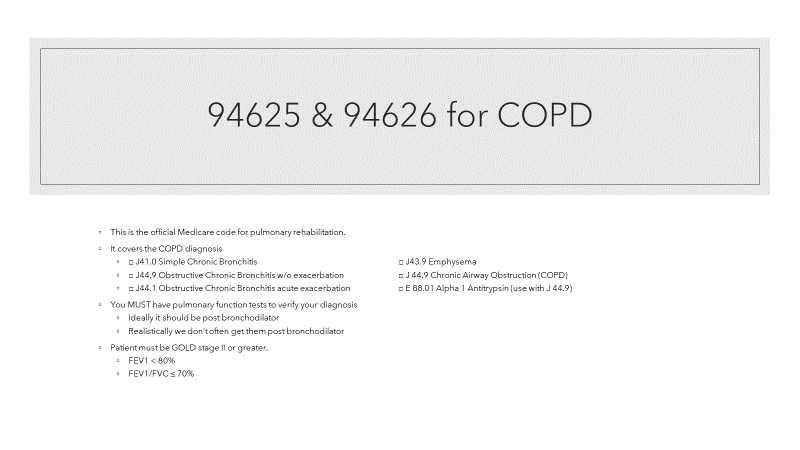 94625 & 94626 for COPD
▫ This is the official Medicare code for pulmonary rehabilitation.
▫ It covers the COPD diagnosis
▫ □ J41.0 Simple Chronic Bronchitis □ J43.9 Emphysema
▫ □ J44.9 Obstructive Chronic Bronchitis w/o exacerbation □ J 44.9 Chronic Airway Obstruction (COPD)
▫ □ J44.1 Obstructive Chronic Bronchitis acute exacerbation □ E 88.01 Alpha 1 Antitrypsin (use with J 44.9)
▫ You MUST have pulmonary function tests to verify your diagnosis
▫ Ideally it should be post bronchodilator
▫ Realistically we don't often get them post bronchodilator
▫ Patient must be GOLD stage II or greater.
▫ FEV1 < 80%
▫ FEV1/FVC ≤ 70%